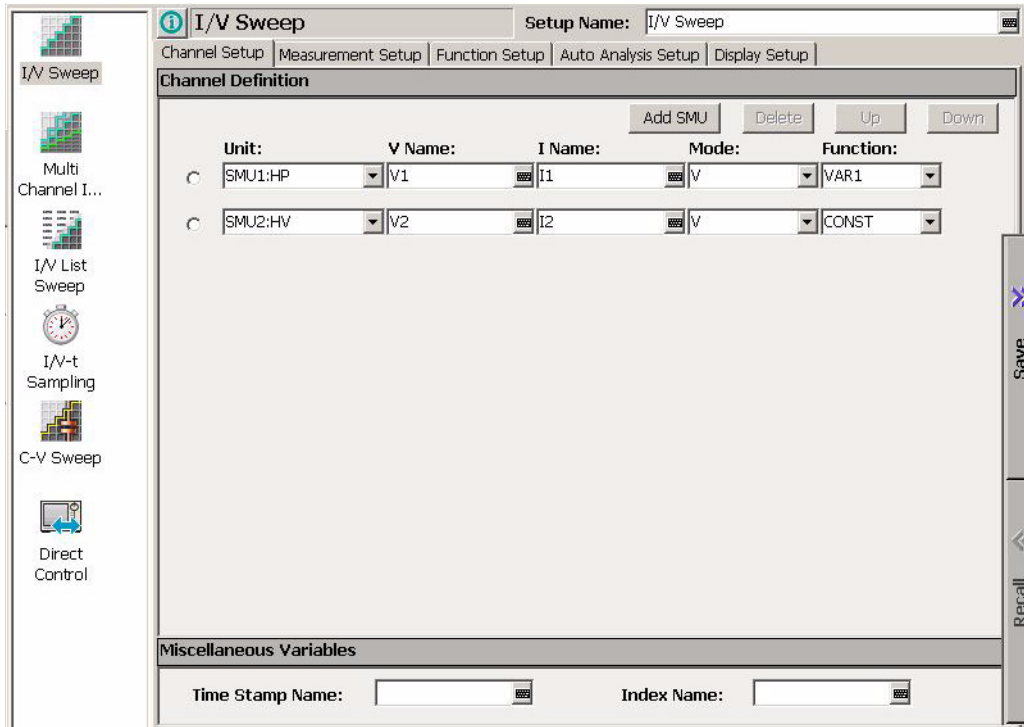 I/V Sweep
Setup Name: I/V Sweep
Channel Setup Measurement Setup Function Setup Auto Analysis Setup Display Setup
Channel Definition
Add SMU Delete Up Down
Unit: V Name: I Name: Mode: Function:
SMU1:HP V1 I1 V VAR1
SMU2:HV V2 I2 V CONST
Miscellaneous Variables
Time Stamp Name: Index Name:
I/V Sweep
Multi
Channel I...
I/V List
Sweep
I/V-t
Sampling
C-V Sweep
Direct
Control
Save
Recall